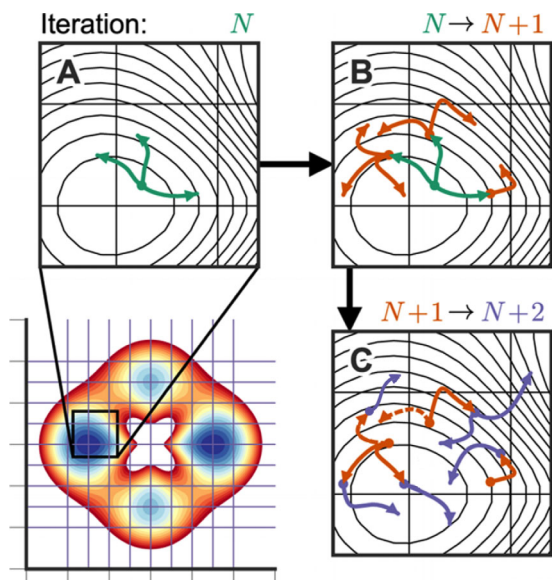 Iteration: N
N→N+1
A
B
N+1→N+2
C